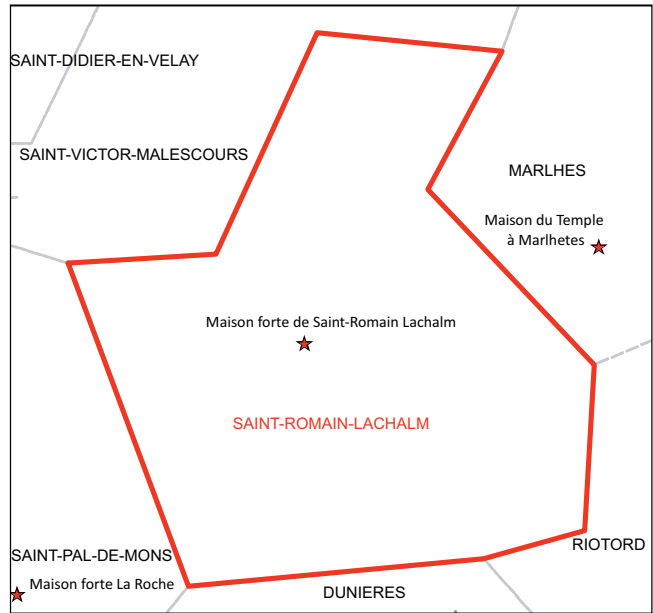 SAINT-DIDIER-EN-VELAY
SAINT-VICTOR-MALESCOURS
MARLHES
Maison du Temple
à Marlhetes
Maison forte de Saint-Romain Lachalm
SAINT-ROMAIN-LACHALM
RIOTORD
SAINT-PAL-DE-MONS
Maison forte La Roche
DUNIERES